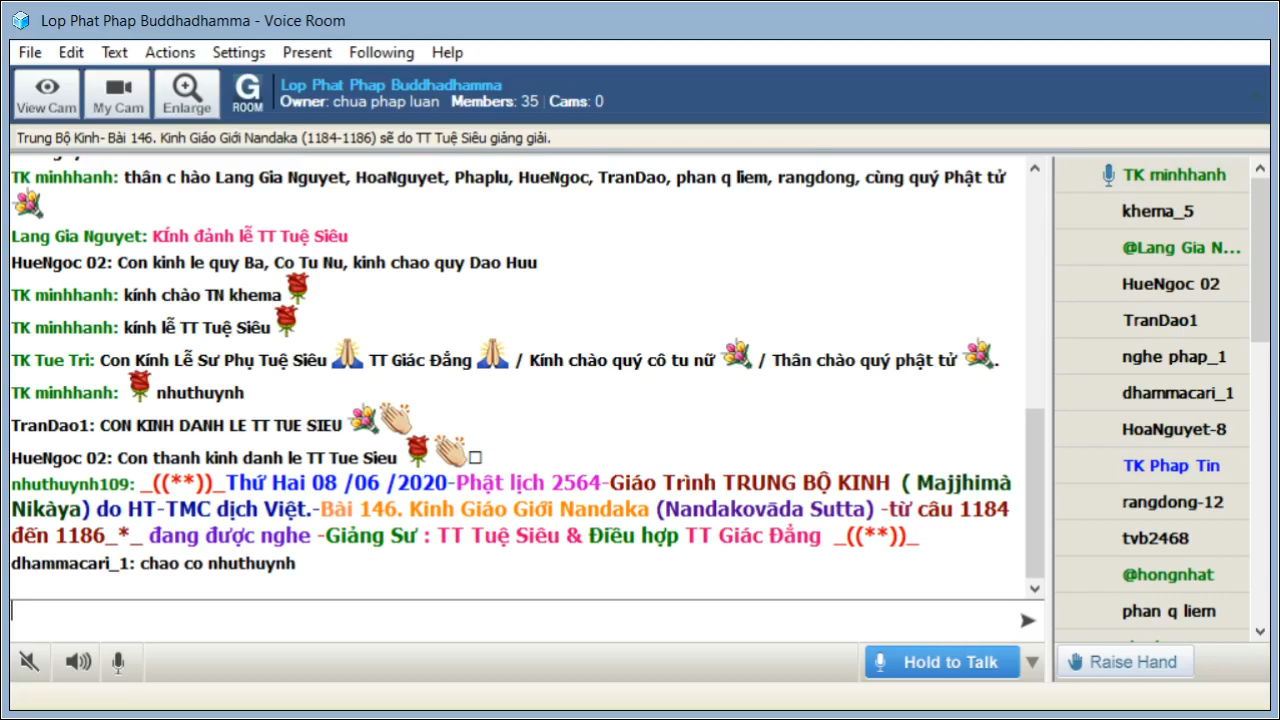 Lop Phat Phap Buddhadhamma - Voice Room
File Edit Text Actions Settings Present Following Help
View Cam My Cam Enlarge
G ROOM
Lop Phat Phap Buddhadhamma
Owner: chua phap luan Members: 35 Cams: 0
Trung Bộ Kinh- Bài 146. Kinh Giáo Giới Nandaka (1184-1186) sẽ do TT Tuệ Siêu giảng giải.
TK minhhanh: thân c hào Lang Gia Nguyet, HoaNguyet, Phaplu, HueNgoc, TranDao, phan q liem, rangdong, cùng quý Phật tử
Lang Gia Nguyet: KÍnh đảnh lễ TT Tuệ Siêu
HueNgoc 02: Con kinh le quy Ba, Co Tu Nu, kinh chao quy Dao Huu
TK minhhanh: kính chào TN khema
TK minhhanh: kính lễ TT Tuệ Siêu
TK Tue Tri: Con Kính Lễ Sư Phụ Tuệ Siêu TT Giác Đẳng / Kính chào quý cô tu nữ / Thân chào quý phật tử .
TK minhhanh: nhuthuynh
TranDao1: CON KINH DANH LE TT TUE SIEU
HueNgoc 02: Con thanh kinh danh le TT Tue Sieu
nhuthuynh109: _((**))_Thứ Hai 08 /06 /2020-Phật lịch 2564-Giáo Trình TRUNG BỘ KINH ( Majjhimà
Nikàya) do HT-TMC dịch Việt.-Bài 146. Kinh Giáo Giới Nandaka (Nandakovāda Sutta) -từ câu 1184
đến 1186_*_ đang được nghe -Giảng Sư : TT Tuệ Siêu & Điều hợp TT Giác Đẳng _((**))_
dhammacari_1: chao co nhuthuynh
Hold to Talk
TK minhhanh
khema_5
@Lang Gia N...
HueNgoc 02
TranDao1
nghe phap_1
dhammacari_1
HoaNguyet-8
TK Phap Tin
rangdong-12
tvb2468
@hongnhat
phan q liem
Raise Hand